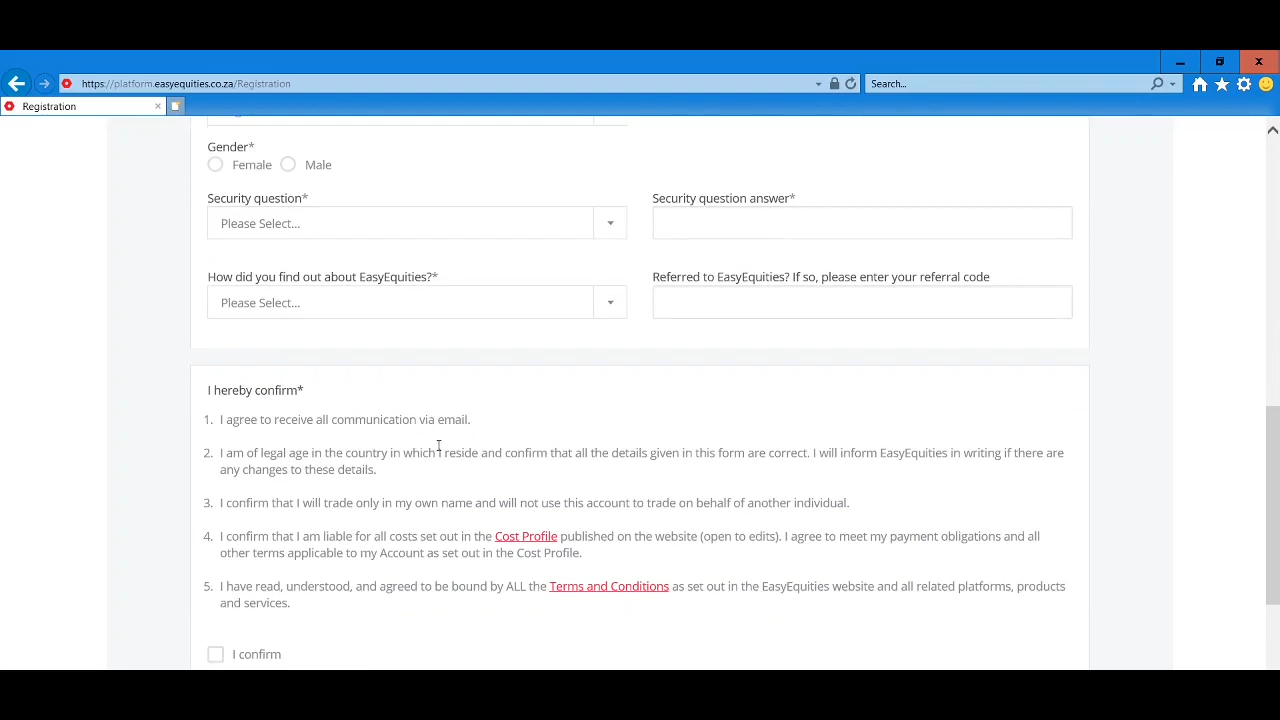 https://platform.easyequities.co.za/Registration
Search...
Registration
Gender*
Female Male
Security question* Security question answer*
Please Select...
How did you find out about EasyEquities?* Referred to EasyEquities? If so, please enter your referral code
Please Select...
I hereby confirm*
1. I agree to receive all communication via email.
2. I am of legal age in the country in which I reside and confirm that all the details given in this form are correct. I will inform EasyEquities in writing if there are
any changes to these details.
3. I confirm that I will trade only in my own name and will not use this account to trade on behalf of another individual.
4. I confirm that I am liable for all costs set out in the Cost Profile published on the website (open to edits). I agree to meet my payment obligations and all
other terms applicable to my Account as set out in the Cost Profile.
5. I have read, understood, and agreed to be bound by ALL the Terms and Conditions as set out in the EasyEquities website and all related platforms, products
and services.
I confirm